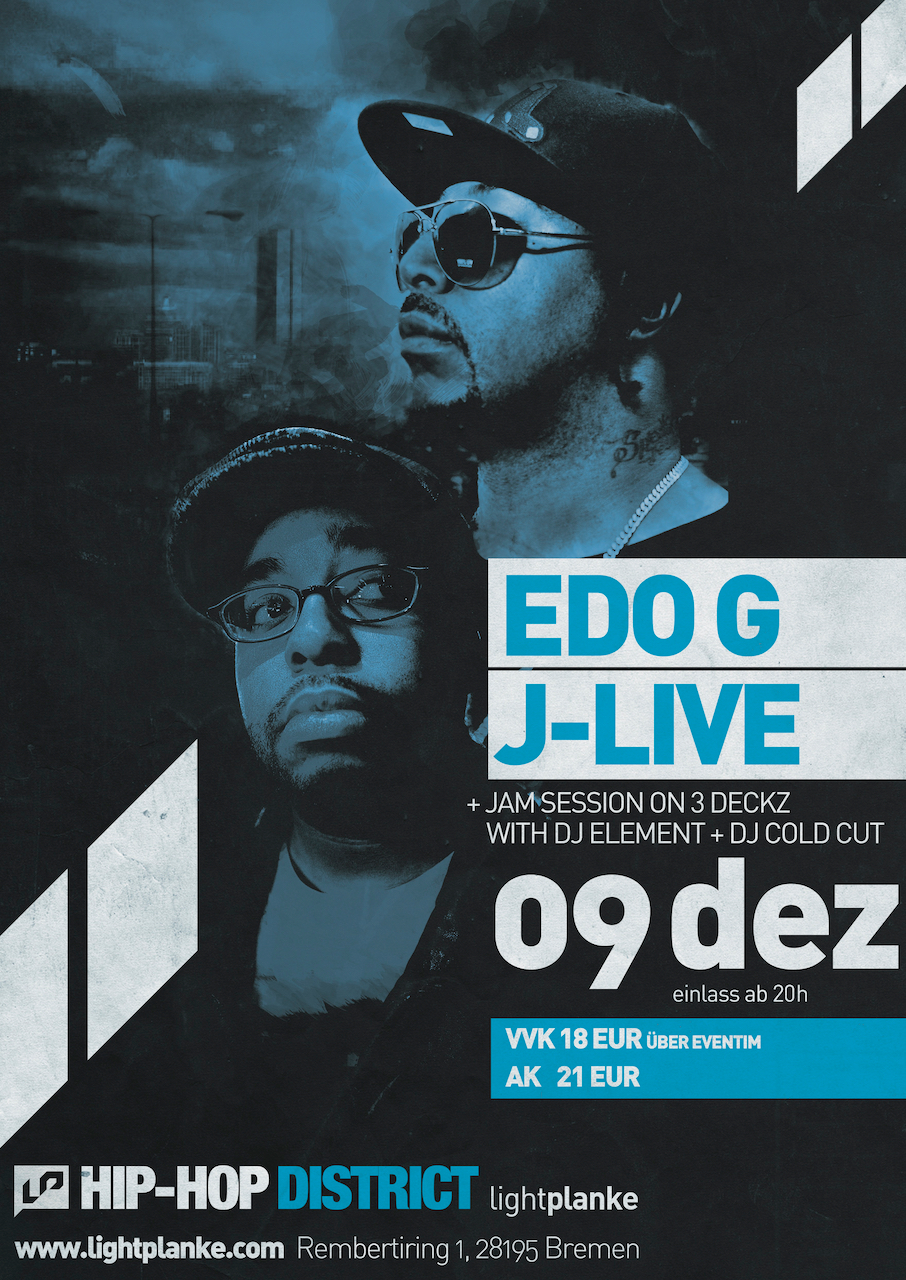 EDO G
J-LIVE
+ JAM SESSION ON 3 DECKZ
WITH DJ ELEMENT + DJ COLD CUT
09 dez
einlass ab 20h
VVK 18 EUR ÜBER EVENTIM
AK 21 EUR
LP HIP-HOP DISTRICT lightplanke
www.lightplanke.com Rembertiring 1, 28195 Bremen